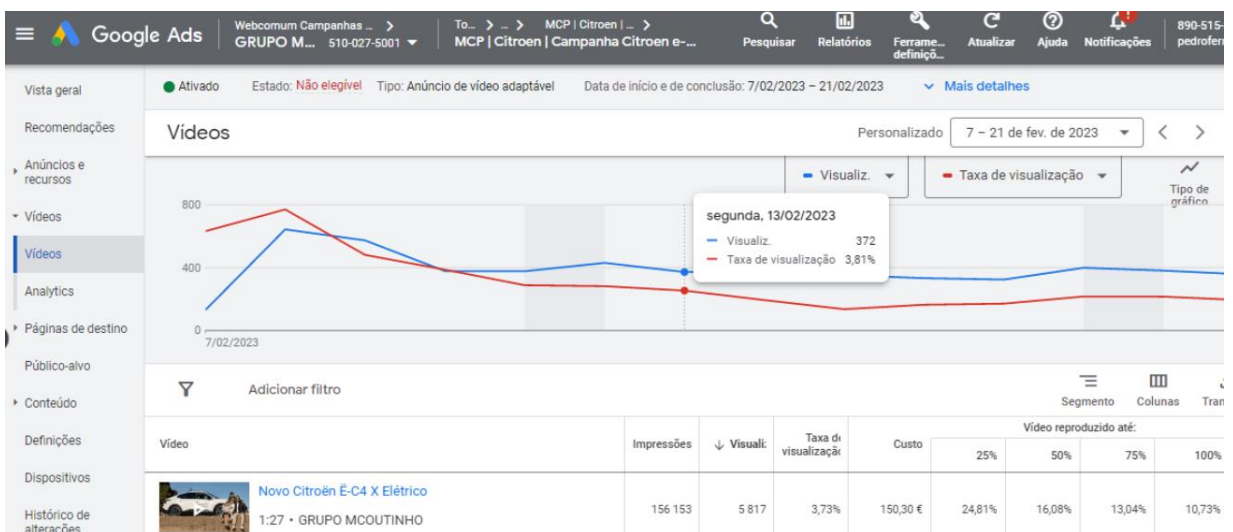 Google Ads
Webcomum Campanhas ... >
GRUPO M... 510-027-5001
To... > ... > MCP | Citroen | ... >
MCP | Citroen | Campanha Citroen e-...
Pesquisar
Relatórios
Ferrame...
definiçõ...
Atualizar
Ajuda
Notificações
890-515-
pedrofer
Vista geral
Recomendações
Anúncios e
recursos
Vídeos
Vídeos
Analytics
Páginas de destino
Público-alvo
Conteúdo
Definições
Dispositivos
Histórico de
alterações
Ativado Estado: Não elegível Tipo: Anúncio de vídeo adaptável Data de início e de conclusão: 7/02/2023 – 21/02/2023 Mais detalhes
Vídeos
Personalizado 7 – 21 de fev. de 2023 < >
Visualiz.
Taxa de visualização
Tipo de
gráfico
800
400
0
7/02/2023
segunda, 13/02/2023
Visualiz. 372
Taxa de visualização 3,81%
Adicionar filtro
Segmento
Colunas
Tran
Vídeo Impressões ↓ Visuali: Taxa de visualização Custo
Vídeo reproduzido até:
25% 50% 75% 100%
Novo Citroën Ë-C4 X Elétrico
1:27 • GRUPO MCOUTINHO
156 153 5 817 3,73% 150,30 € 24,81% 16,08% 13,04% 10,73%